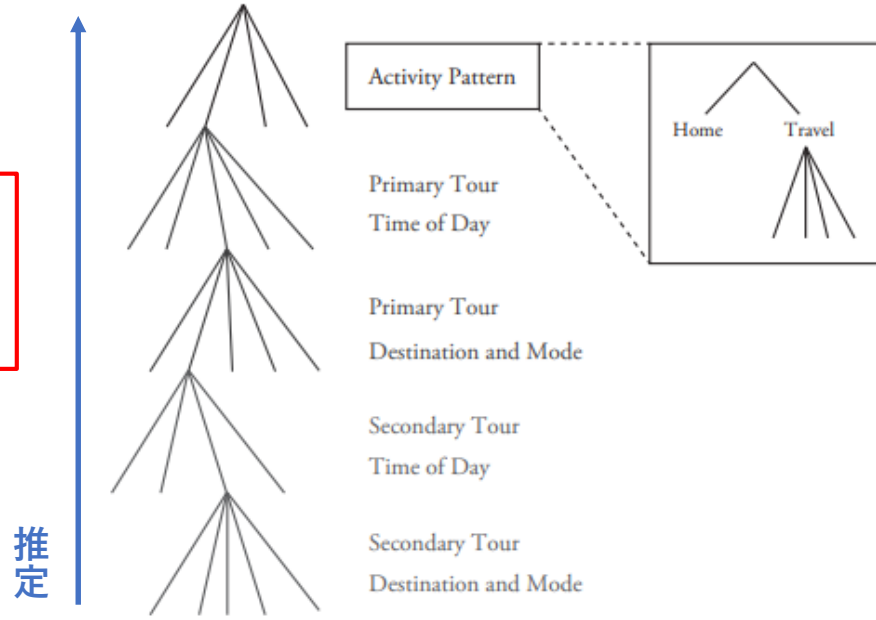 Activity Pattern
Home
Travel
Primary Tour
Time of Day
Primary Tour
Destination and Mode
Secondary Tour
Time of Day
Secondary Tour
Destination and Mode
推定